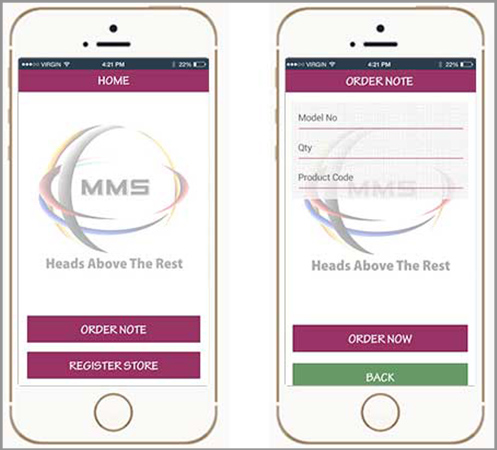 VIRGIN 4:21 PM 22%
HOME
MMS
Heads Above The Rest
ORDER NOTE
REGISTER STORE
VIRGIN 4:21 PM 22%
ORDER NOTE
Model No
Qty
Product Code
MMS
Heads Above The Rest
ORDER NOW
BACK